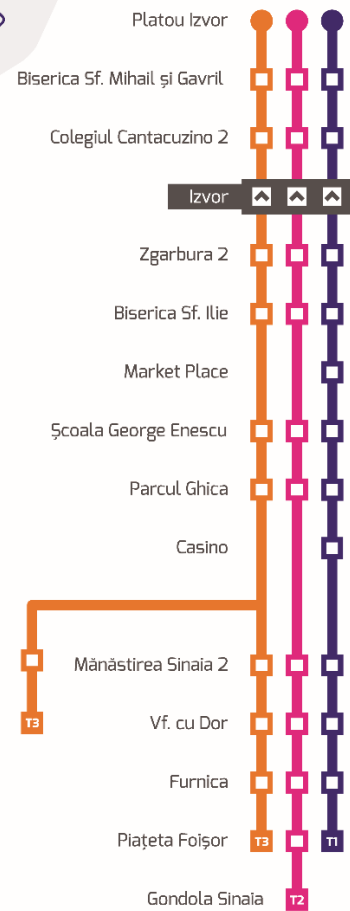 Platou Izvor
Biserica Sf. Mihail și Gavril
Colegiul Cantacuzino 2
Izvor
Zgarbura 2
Biserica Sf. Ilie
Market Place
Școala George Enescu
Parcul Ghica
Casino
Mănăstirea Sinaia 2
T3
Vf. cu Dor
Furnica
Piațeta Foișor
T3
T1
Gondola Sinaia
T2